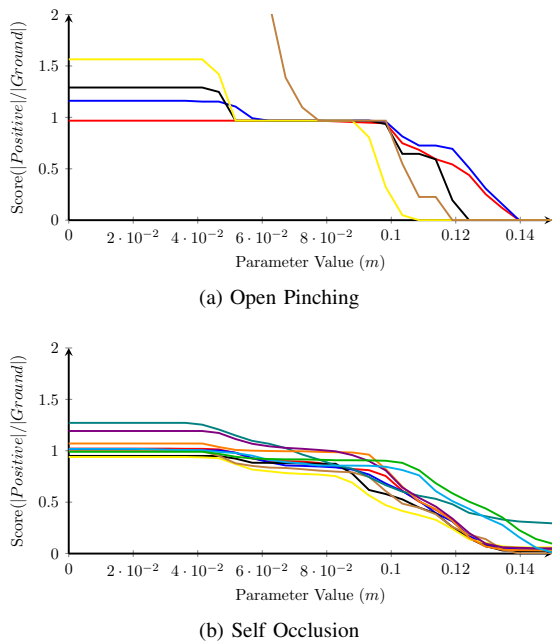 2
1.5
1
0.5
0
Score(|Positive|/|Ground|)
0 2 · 10⁻² 4 · 10⁻² 6 · 10⁻² 8 · 10⁻² 0.1 0.12 0.14
Parameter Value (m)
(a) Open Pinching
2
1.5
1
0.5
0
Score(|Positive|/|Ground|)
0 2 · 10⁻² 4 · 10⁻² 6 · 10⁻² 8 · 10⁻² 0.1 0.12 0.14
Parameter Value (m)
(b) Self Occlusion